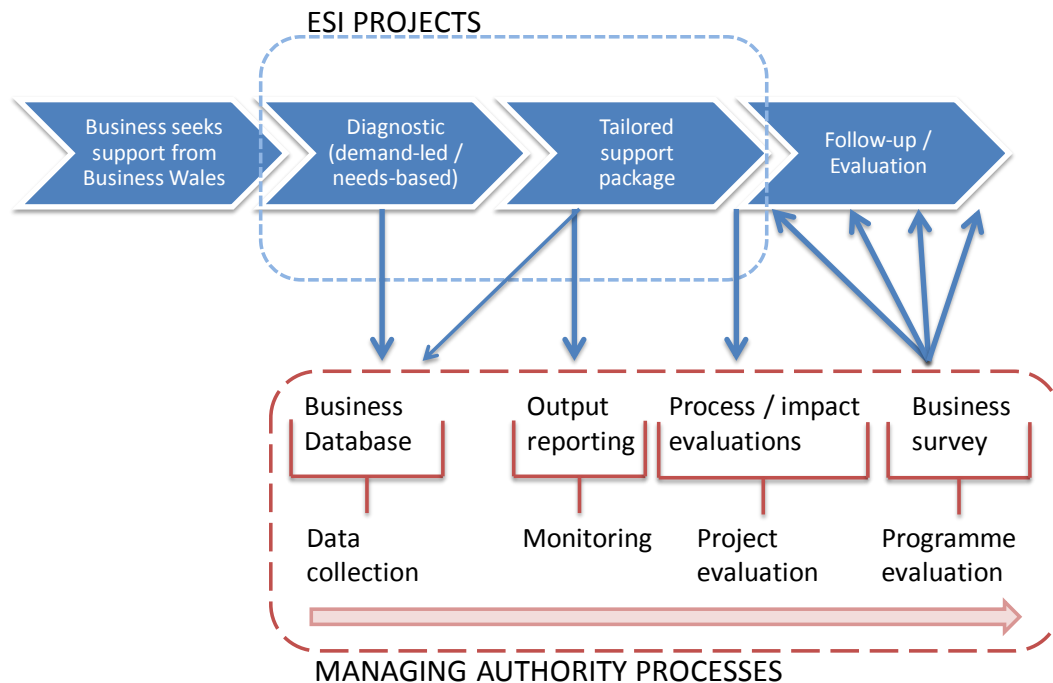 ESI PROJECTS
Business seeks
support from
Business Wales
Diagnostic
(demand-led /
needs-based)
Tailored
support
package
Follow-up /
Evaluation
Business
Database
Output
reporting
Process / impact
evaluations
Business
survey
Data
collection
Monitoring
Project
evaluation
Programme
evaluation
MANAGING AUTHORITY PROCESSES